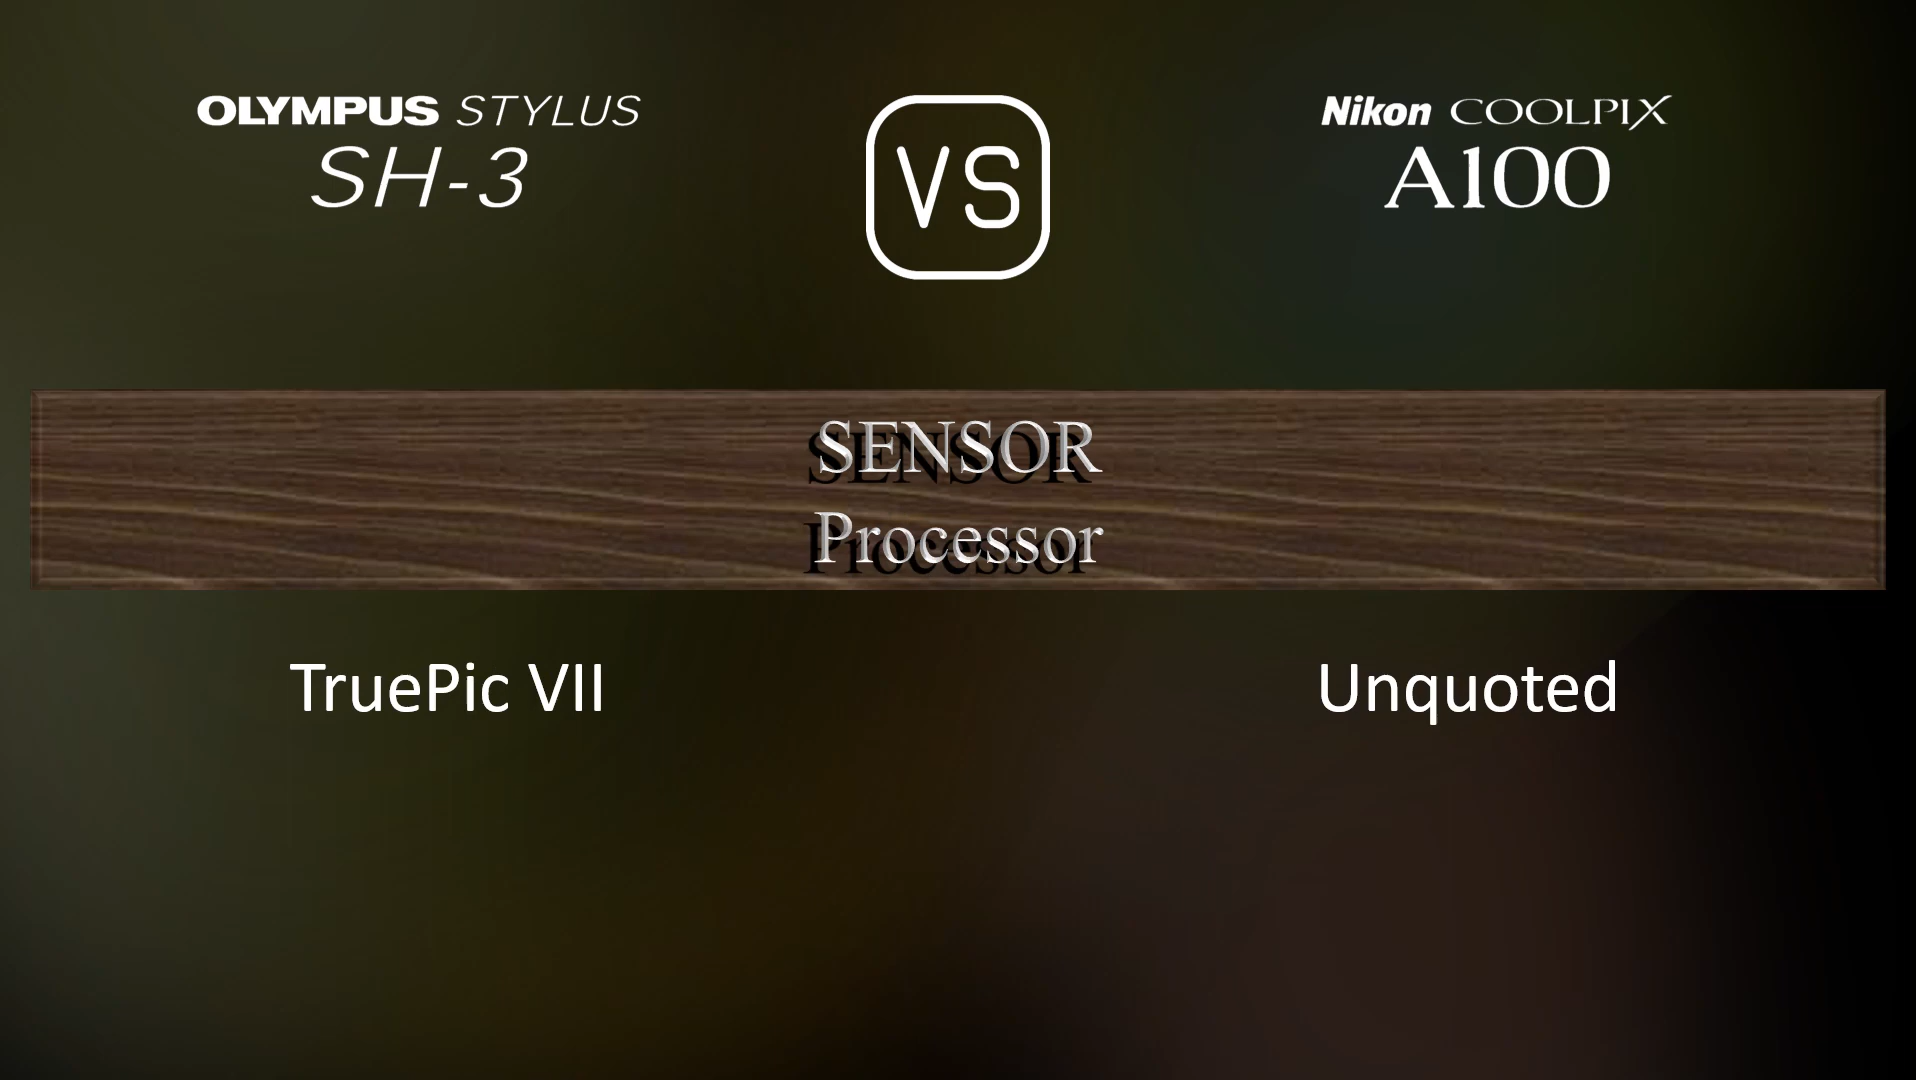 OLYMPUS STYLUS
SH-3
VS
Nikon COOLPIX
A100
SENSOR
Processor
TruePic VII
Unquoted